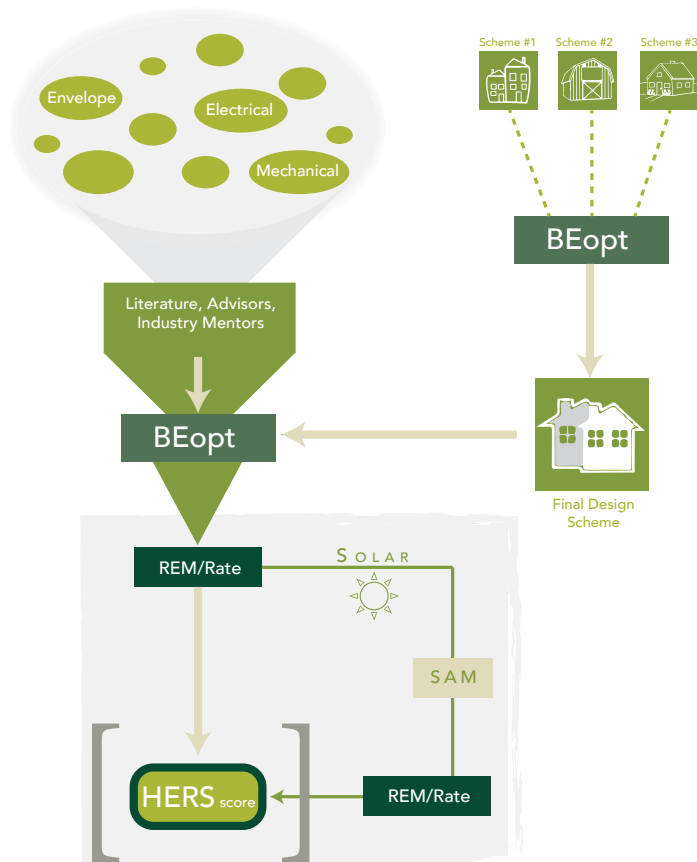 Scheme #1
Scheme #2
Scheme #3
Envelope
Electrical
Mechanical
BEopt
Literature, Advisors,
Industry Mentors
BEopt
Final Design
Scheme
REM/Rate
SOLAR
SAM
HERS score
REM/Rate